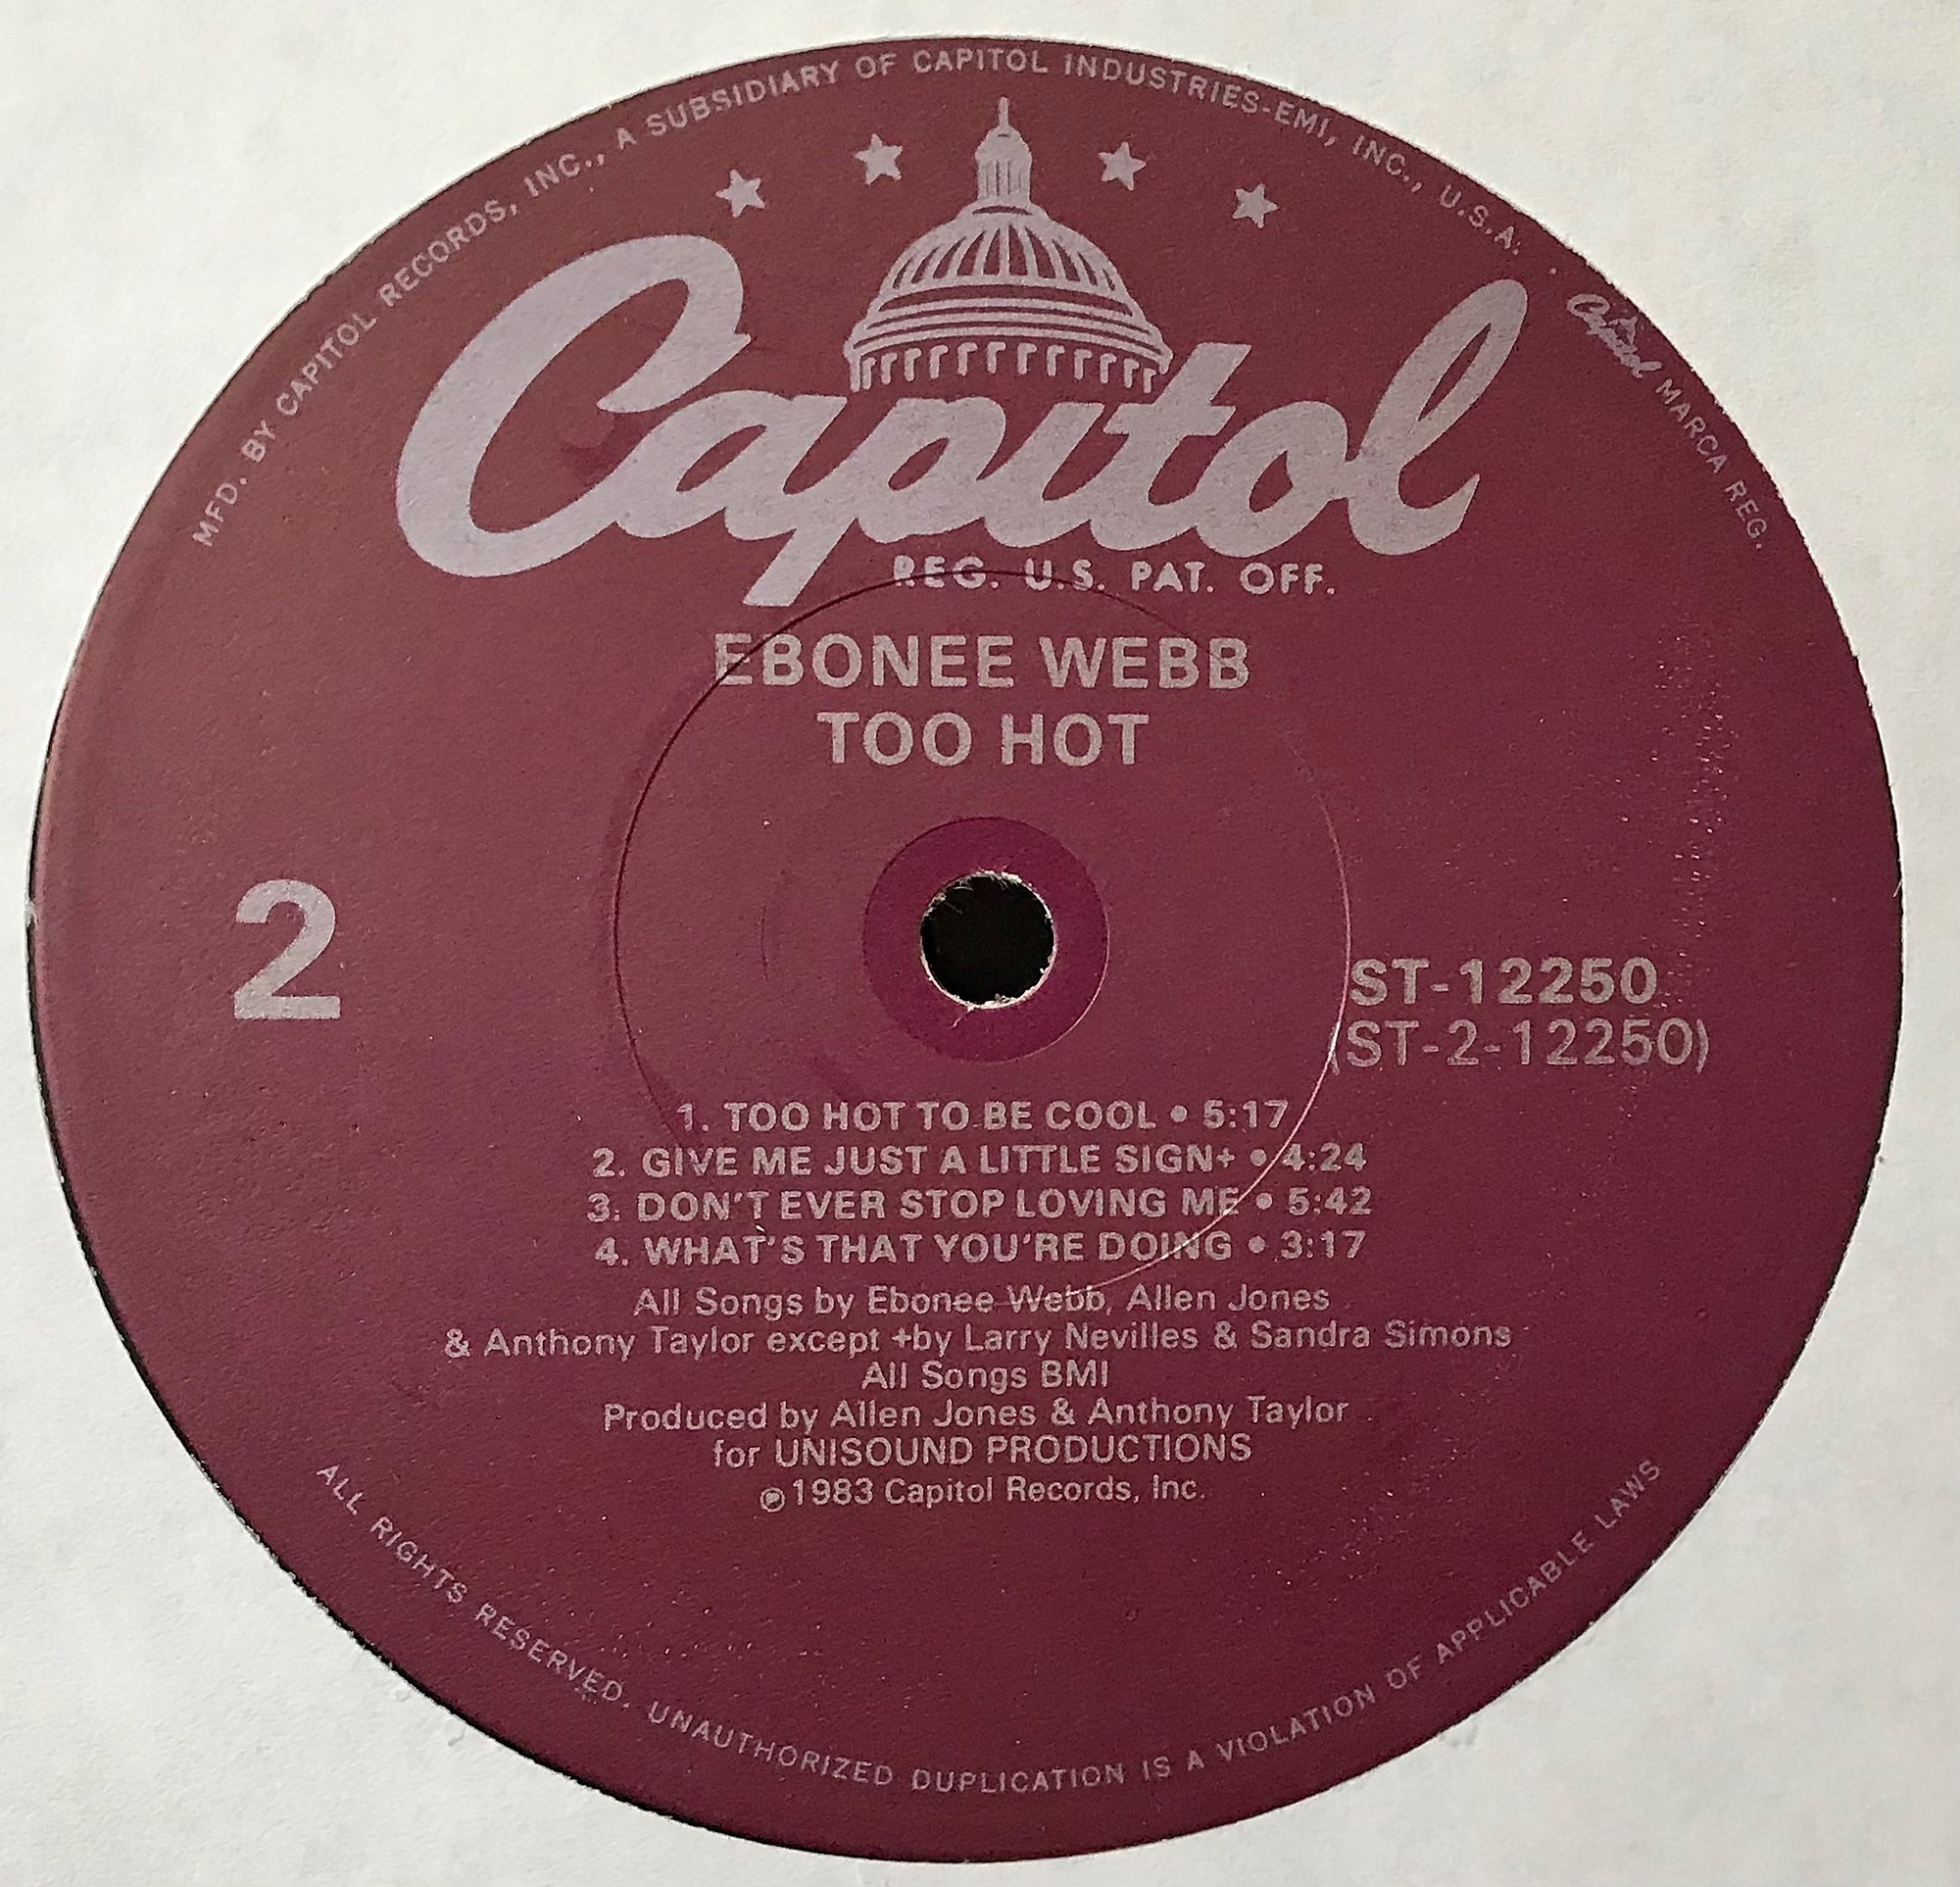 MFD. BY CAPITOL RECORDS, INC., A SUBSIDIARY OF CAPITOL INDUSTRIES-EMI, INC., U.S.A. · Capitol MARCA REG.
Capitol
REG. U.S. PAT. OFF.
EBONEE WEBB
TOO HOT
2
ST-12250
(ST-2-12250)
1. TOO HOT TO BE COOL • 5:17
2. GIVE ME JUST A LITTLE SIGN+ • 4:24
3. DON'T EVER STOP LOVING ME • 5:42
4. WHAT'S THAT YOU'RE DOING • 3:17
All Songs by Ebonee Webb, Allen Jones
& Anthony Taylor except +by Larry Nevilles & Sandra Simons
All Songs BMI
Produced by Allen Jones & Anthony Taylor
for UNISOUND PRODUCTIONS
℗1983 Capitol Records, Inc.
ALL RIGHTS RESERVED. UNAUTHORIZED DUPLICATION IS A VIOLATION OF APPLICABLE LAWS